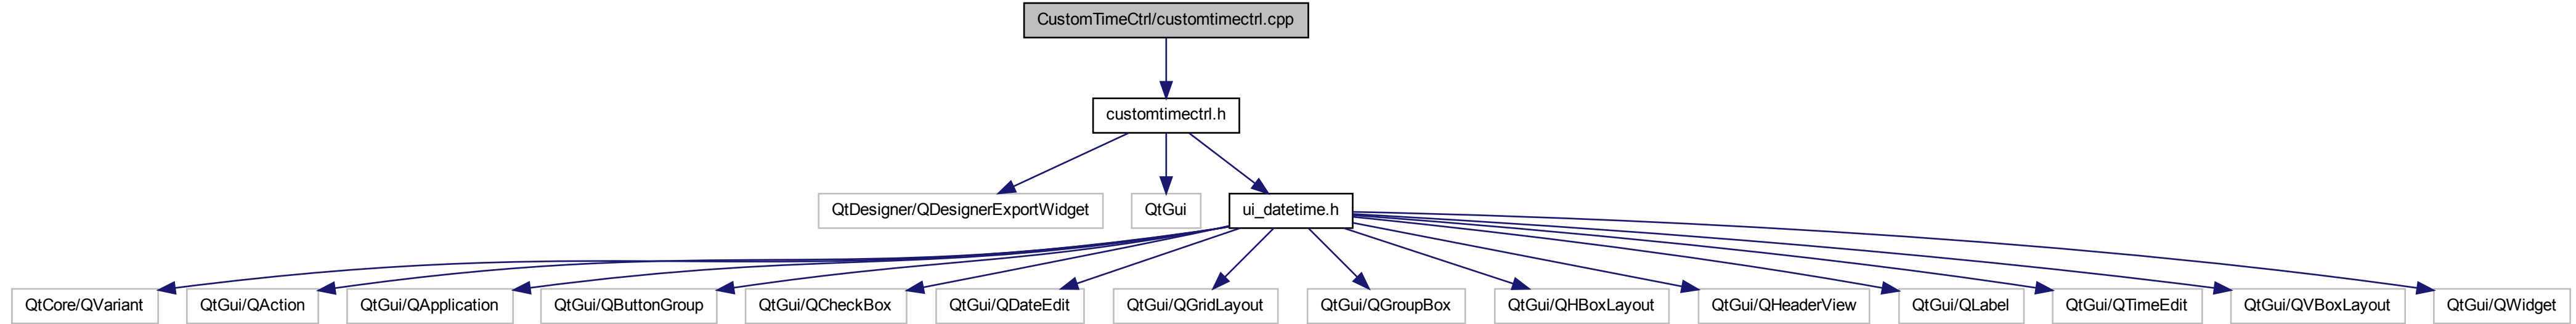 CustomTimeCtrl/customtimectrl.cpp
customtimectrl.h
QtDesigner/QDesignerExportWidget
QtGui
ui_datetime.h
QtCore/QVariant
QtGui/QAction
QtGui/QApplication
QtGui/QButtonGroup
QtGui/QCheckBox
QtGui/QDateEdit
QtGui/QGridLayout
QtGui/QGroupBox
QtGui/QHBoxLayout
QtGui/QHeaderView
QtGui/QLabel
QtGui/QTimeEdit
QtGui/QVBoxLayout
QtGui/QWidget